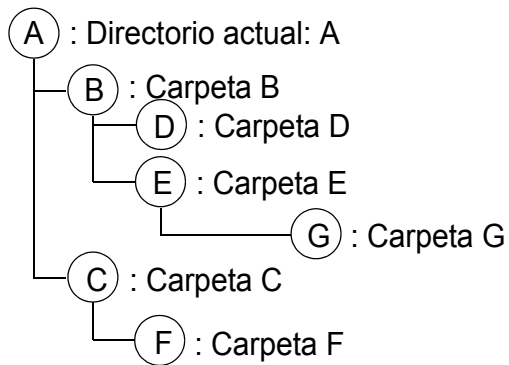 A : Directorio actual: A
B : Carpeta B
D : Carpeta D
E : Carpeta E
G : Carpeta G
C : Carpeta C
F : Carpeta F